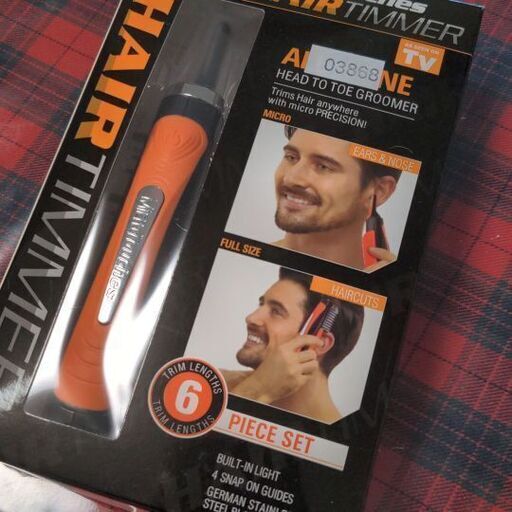 HAIR TIMMER
HAIR TIMMER
AS SEEN ON
TV
03868
HEAD TO TOE GROOMER
Trims Hair anywhere
with micro PRECISION!
MICRO
EARS & NOSE
FULL SIZE
HAIRCUTS
TRIM LENGTHS
6
TRIM LENGTHS
PIECE SET
BUILT-IN LIGHT
4 SNAP ON GUIDES
GERMAN